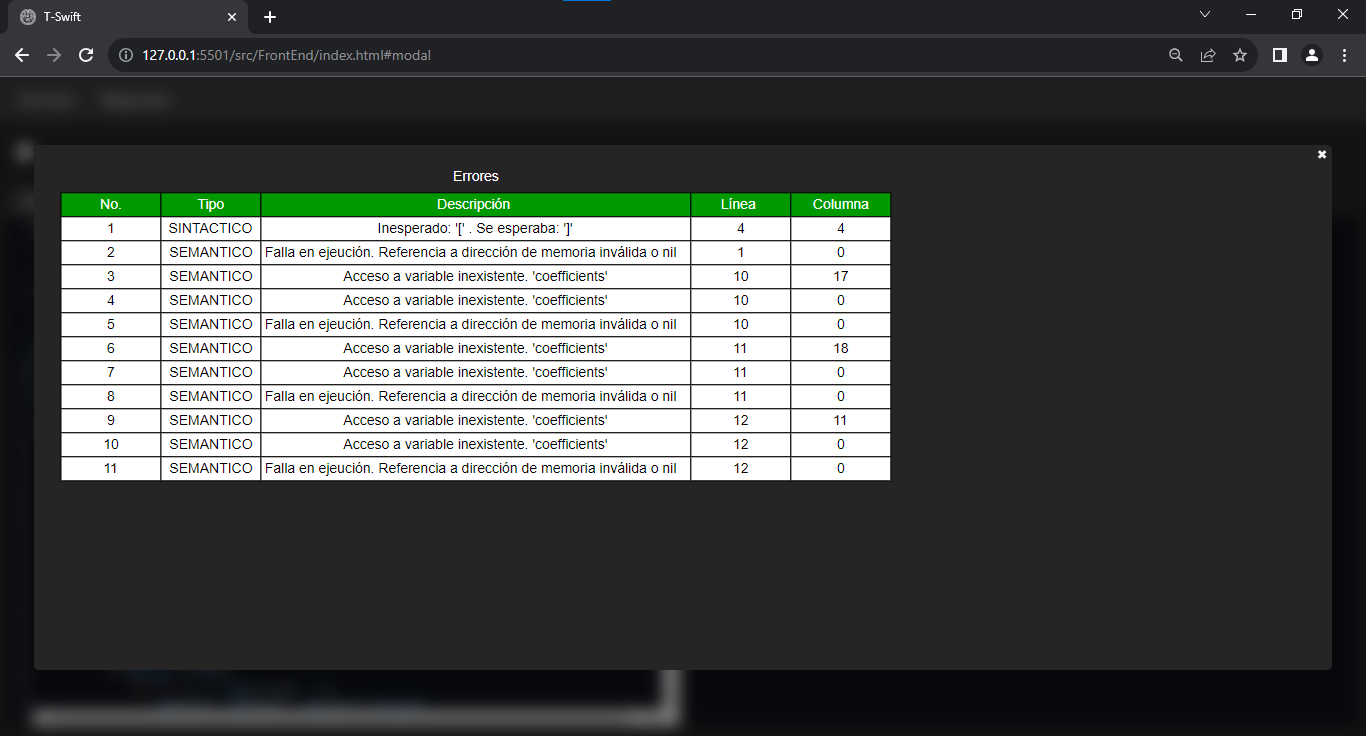 T-Swift
127.0.0.1:5501/src/FrontEnd/index.html#modal
Errores
No. Tipo Descripción Línea Columna
1 SINTACTICO Inesperado: '[' . Se esperaba: ']' 4 4
2 SEMANTICO Falla en ejeución. Referencia a dirección de memoria inválida o nil 1 0
3 SEMANTICO Acceso a variable inexistente. 'coefficients' 10 17
4 SEMANTICO Acceso a variable inexistente. 'coefficients' 10 0
5 SEMANTICO Falla en ejeución. Referencia a dirección de memoria inválida o nil 10 0
6 SEMANTICO Acceso a variable inexistente. 'coefficients' 11 18
7 SEMANTICO Acceso a variable inexistente. 'coefficients' 11 0
8 SEMANTICO Falla en ejeución. Referencia a dirección de memoria inválida o nil 11 0
9 SEMANTICO Acceso a variable inexistente. 'coefficients' 12 11
10 SEMANTICO Acceso a variable inexistente. 'coefficients' 12 0
11 SEMANTICO Falla en ejeución. Referencia a dirección de memoria inválida o nil 12 0